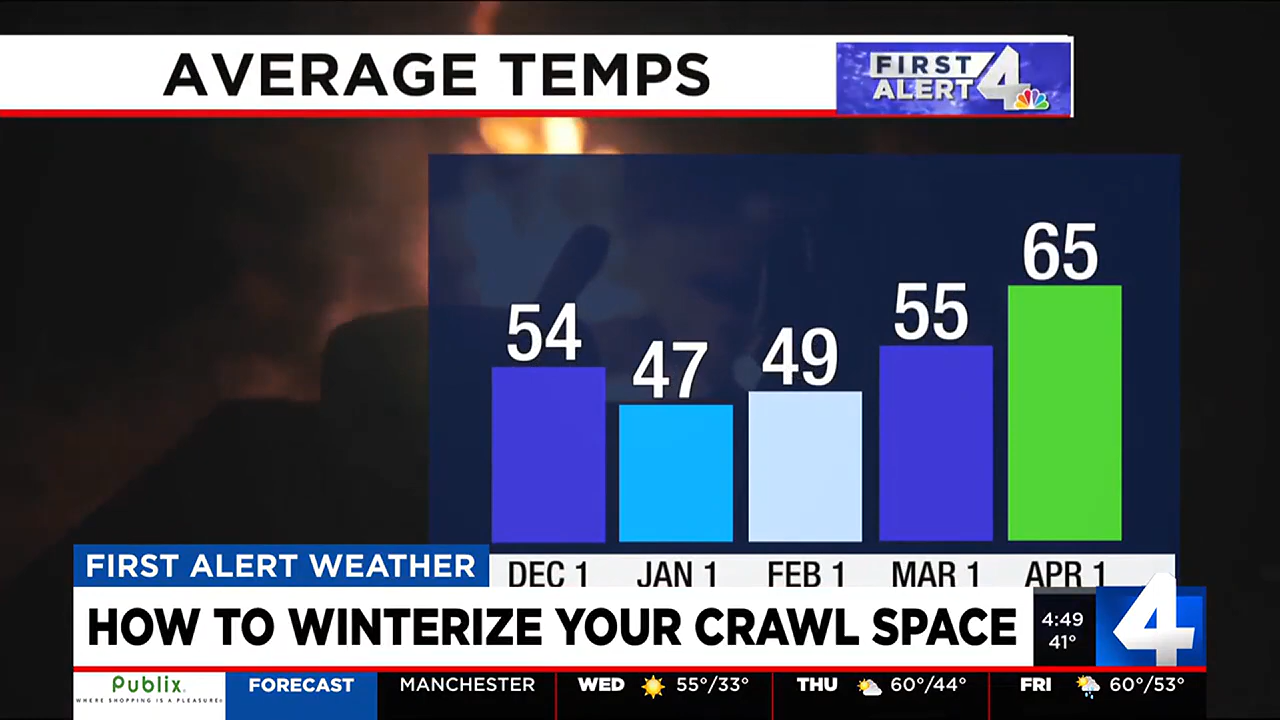 AVERAGE TEMPS
FIRST
ALERT 4
54
47
49
55
65
DEC 1
JAN 1
FEB 1
MAR 1
APR 1
FIRST ALERT WEATHER
HOW TO WINTERIZE YOUR CRAWL SPACE
4:49
41°
4
Publix.
WHERE SHOPPING IS A PLEASURE.
FORECAST
MANCHESTER
WED 55°/33°
THU 60°/44°
FRI 60°/53°